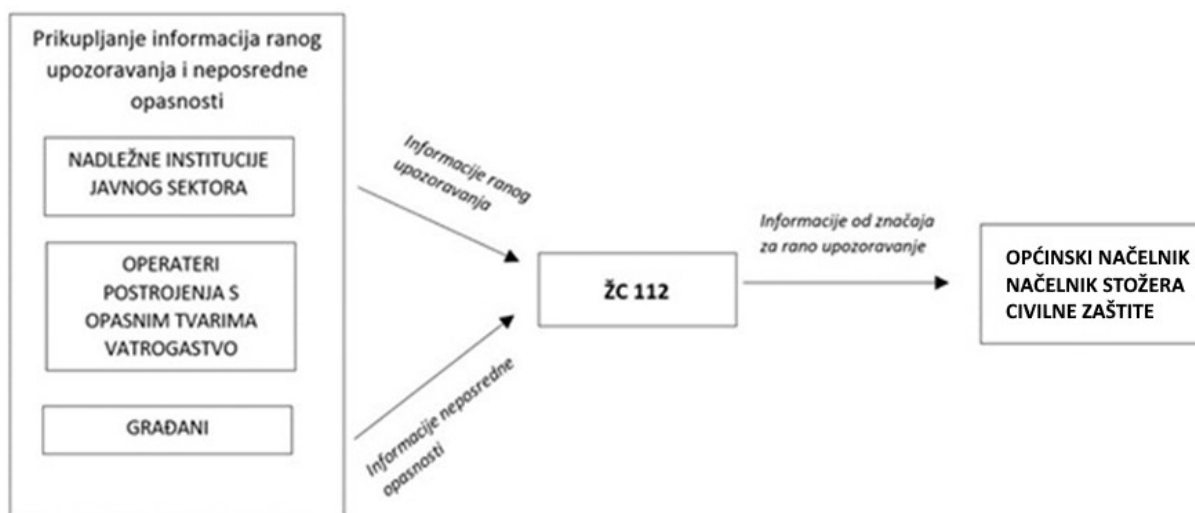 Prikupljanje informacija ranog
upozoravanja i neposredne
opasnosti
NADLEŽNE INSTITUCIJE
JAVNOG SEKTORA
OPERATERI
POSTROJENJA S
OPASNIM TVARIMA
VATROGASTVO
GRAĐANI
Informacije ranog
upozoravanja
Informacije neposredne
opasnosti
ŽC 112
Informacije od značaja
za rano upozoravanje
OPĆINSKI NAČELNIK
NAČELNIK STOŽERA
CIVILNE ZAŠTITE